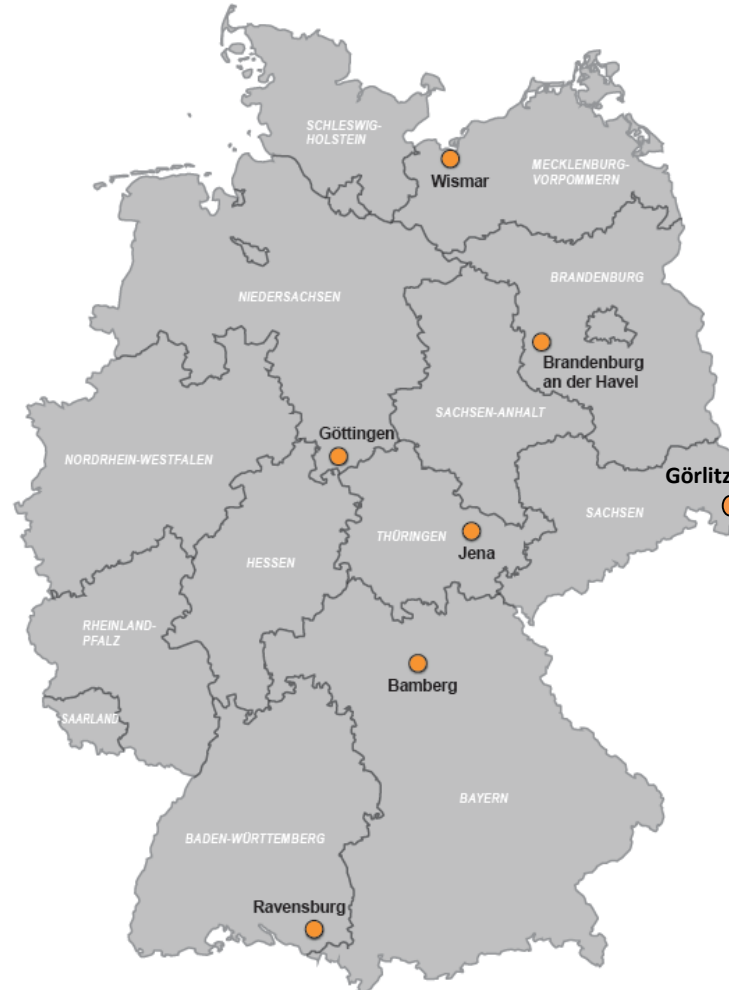 SCHLESWIG-
HOLSTEIN
Wismar
MECKLENBURG-
VORPOMMERN
BRANDENBURG
NIEDERSACHSEN
Brandenburg
an der Havel
SACHSEN-ANHALT
Göttingen
NORDRHEIN-WESTFALEN
Görlitz
SACHSEN
THÜRINGEN
Jena
HESSEN
RHEINLAND-
PFALZ
Bamberg
SAARLAND
BAYERN
BADEN-WÜRTTEMBERG
Ravensburg